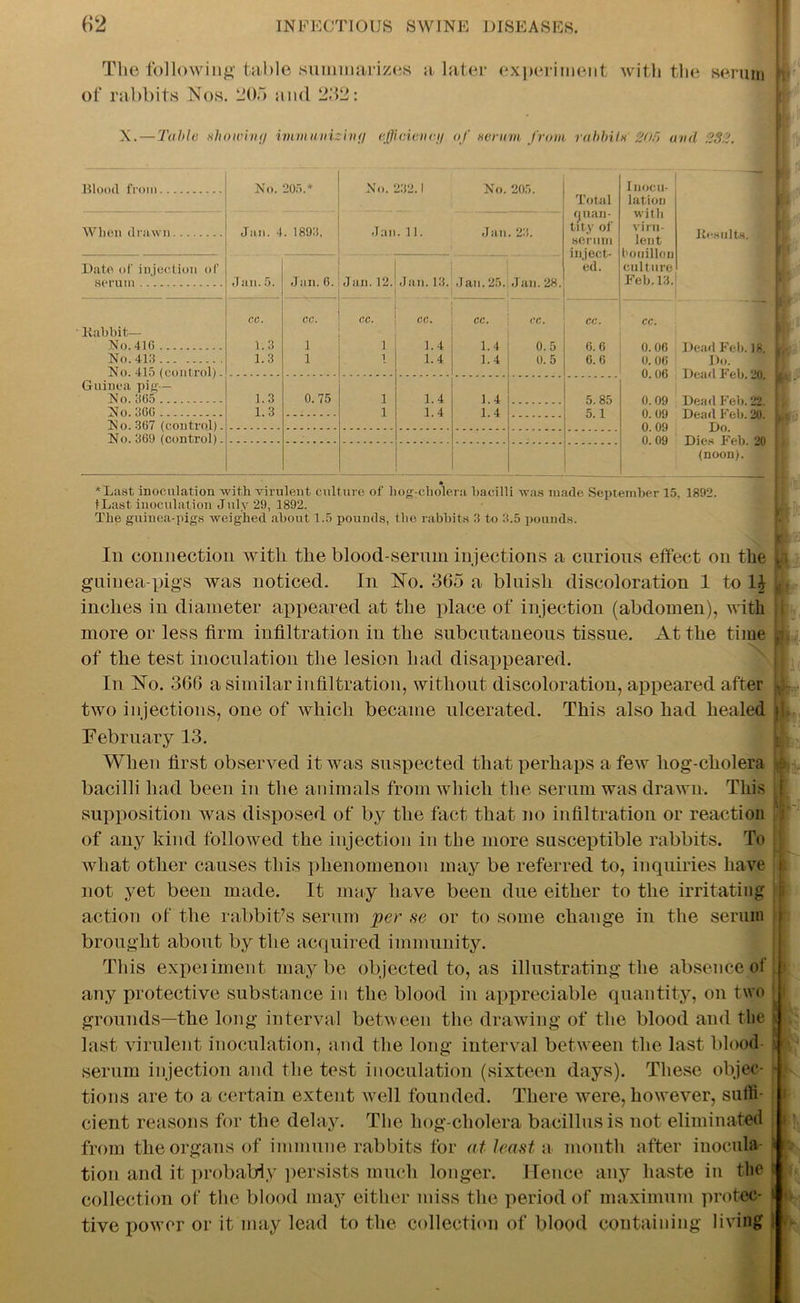 62 INFECTIOUS SWINE DISEASES.
The following table summarizes a later experiment with the serum
of rabbits Nos. 205 and 232:
X.—Table showing immunizing efficiency of serum from rabbits 205 and 232.
Blood from.......... No. 205.* No. 232.† No. 205. Total quantity of serum injected. Inoculation with virulent bouillon culture Feb. 13. Results.
When drawn........ Jan. 4. 1893. Jan. 11. Jan. 23.
Date of injection of serum............ Jan. 5. Jan. 6. Jan. 12. Jan. 13. Jan. 25. Jan. 28.
cc. cc. cc. cc. cc. cc. cc. cc.
Rabbit—
No. 416 .......... 1.3 1 1 1.4 1.4 0.5 6.6 0.06 Dead Feb. 18.
No. 413.......... 1.3 1 1 1.4 1.4 0.5 6.6 0.06 Do.
No. 415 (control). 0.06 Dead Feb. 20.
Guinea pig—
No. 365.......... 1.3 0.75 1 1.4 1.4 5.85 0.09 Dead Feb. 22.
No. 366.......... 1.3 1 1.4 1.4 5.1 0.09 Dead Feb. 20.
No. 367 (control). 0.09 Do.
No. 369 (control). 0.09 Dies Feb. 20
(noon).
*Last inoculation with virulent culture of hog-cholera bacilli was made September 15, 1892.
†Last inoculation July 29, 1892.
The guinea-pigs weighed about 1.5 pounds, the rabbits 3 to 3.5 pounds.
In connection with the blood-serum injections a curious effect on the
guinea-pigs was noticed. In No. 365 a bluish discoloration 1 to 1½
inches in diameter appeared at the place of injection (abdomen), with
more or less firm infiltration in the subcutaneous tissue. At the time
of the test inoculation the lesion had disappeared.
In No. 366 a similar infiltration, without discoloration, appeared after
two injections, one of which became ulcerated. This also had healed
February 13.
When first observed it was suspected that perhaps a few hog-cholera
bacilli had been in the animals from which the serum was drawn. This
supposition was disposed of by the fact that no infiltration or reaction
of any kind followed the injection in the more susceptible rabbits. To
what other causes this phenomenon may be referred to, inquiries have
not yet been made. It may have been due either to the irritating
action of the rabbit's serum per se or to some change in the serum
brought about by the acquired immunity.
This experiment may be objected to, as illustrating the absence of
any protective substance in the blood in appreciable quantity, on two
grounds—the long interval between the drawing of the blood and the
last virulent inoculation, and the long interval between the last blood-
serum injection and the test inoculation (sixteen days). These objec-
tions are to a certain extent well founded. There were, however, suffi-
cient reasons for the delay. The hog-cholera bacillus is not eliminated
from the organs of immune rabbits for at least a month after inocula-
tion and it probably persists much longer. Hence any haste in the
collection of the blood may either miss the period of maximum protec-
tive power or it may lead to the collection of blood containing living